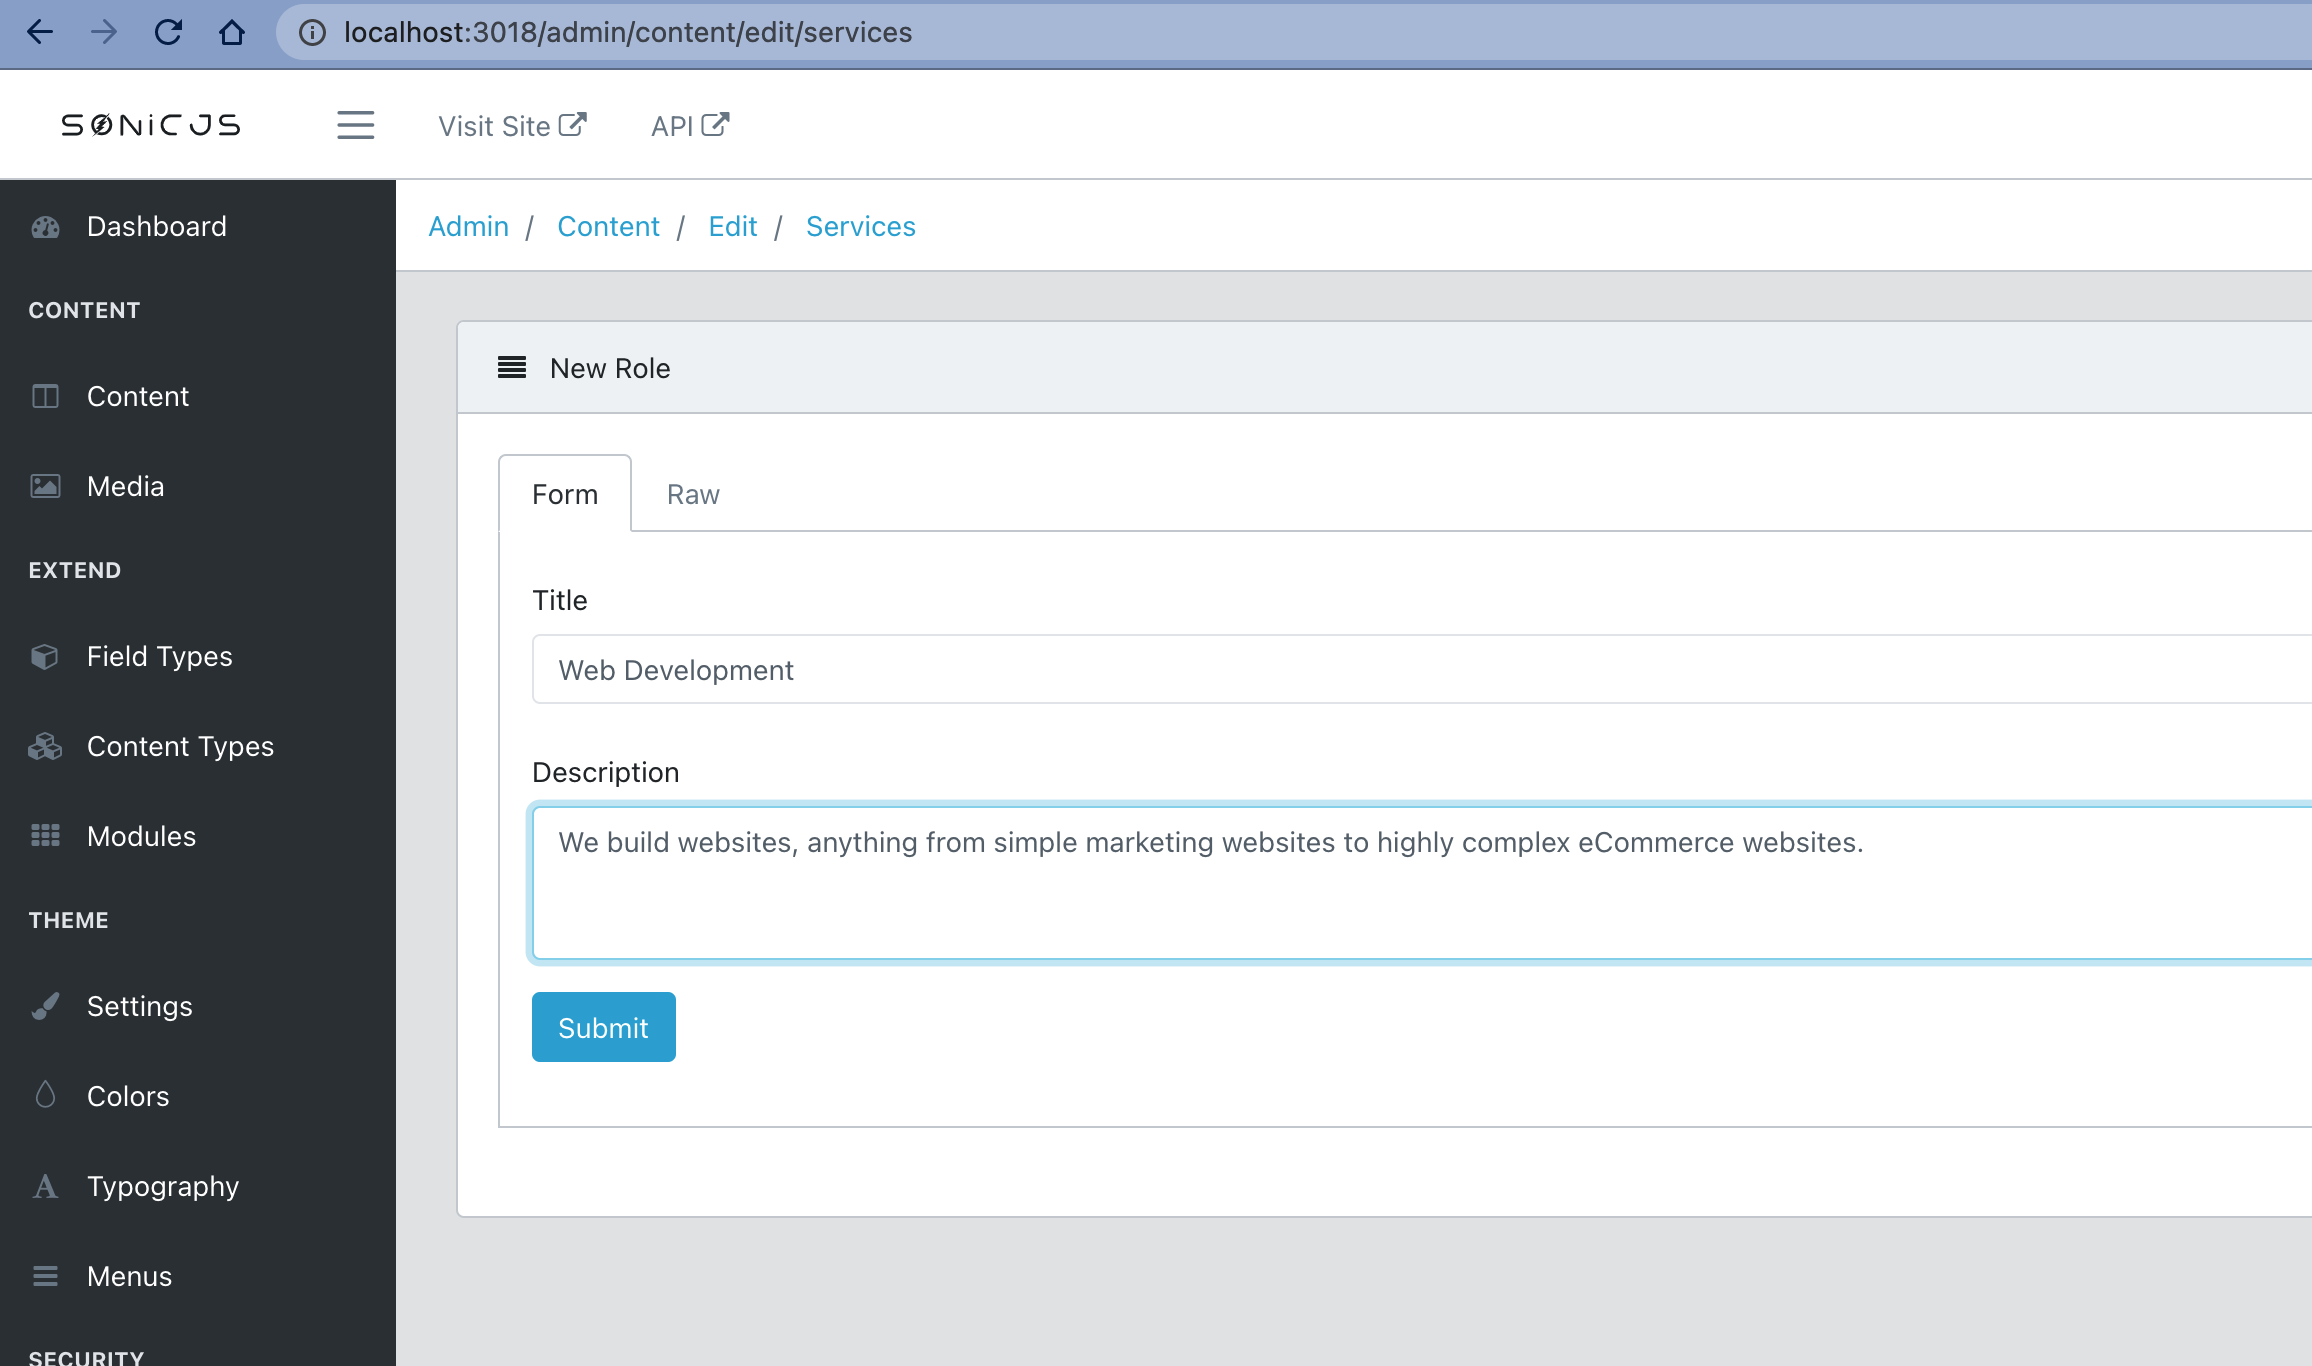 localhost:3018/admin/content/edit/services
SONiCJS
Visit Site
API
Dashboard
Admin / Content / Edit / Services
CONTENT
Content
Media
EXTEND
Field Types
Content Types
Modules
THEME
Settings
Colors
Typography
Menus
SECURITY
New Role
Form
Raw
Title
Web Development
Description
We build websites, anything from simple marketing websites to highly complex eCommerce websites.
Submit